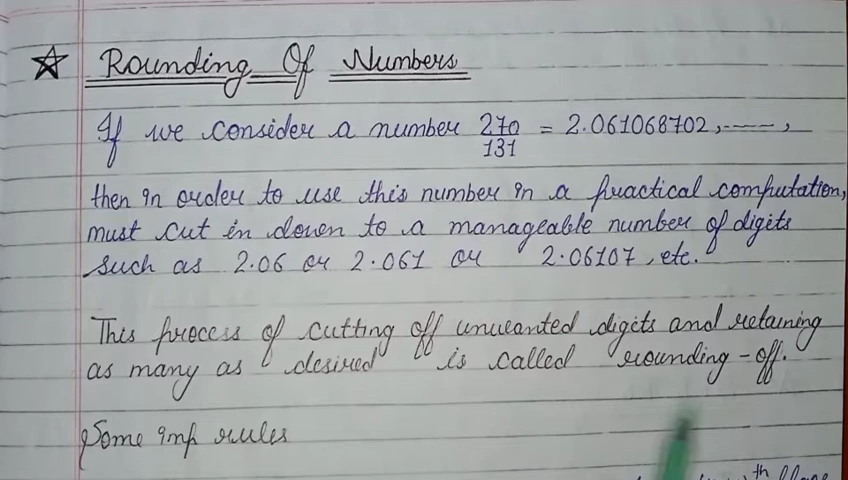 ☆ Rounding Of Numbers
If we consider a number 270/131 = 2.061068702, ----- ,
then in order to use this number in a practical computation,
must cut in down to a manageable number of digits
such as 2.06 or 2.061 or 2.06107, etc.
This process of cutting off unwanted digits and retaining
as many as desired is called rounding-off.
Some imp rules
th place